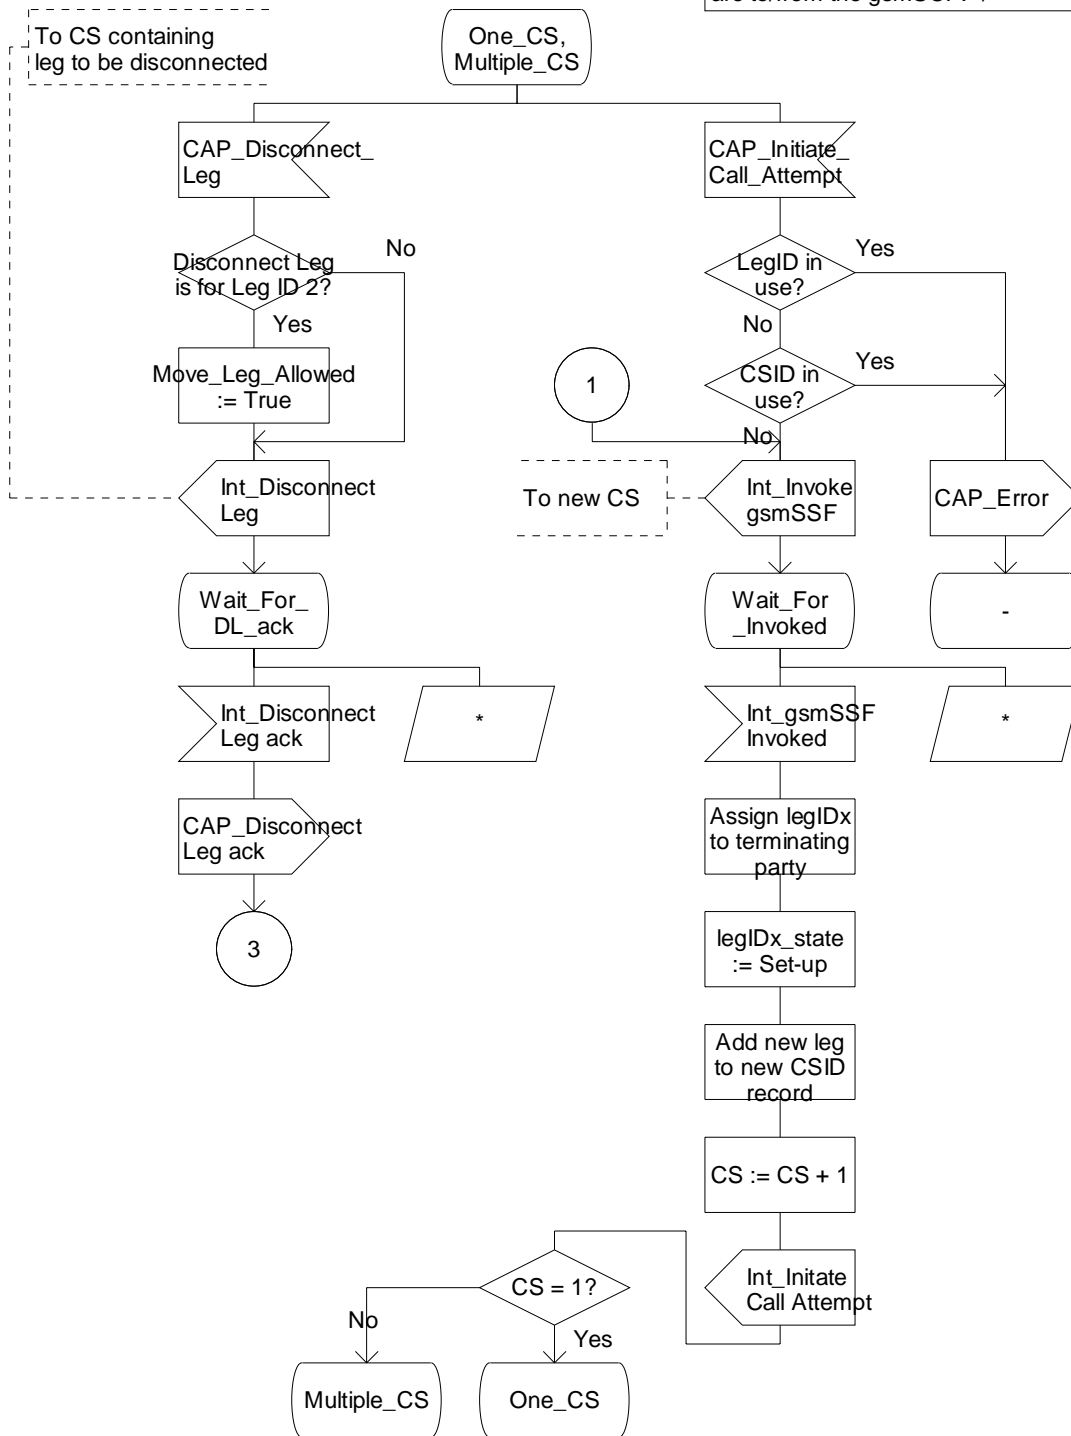 To CS containing
leg to be disconnected
One_CS,
Multiple_CS
CAP_Disconnect_
Leg
CAP_Initiate_
Call_Attempt
Disconnect Leg
is for Leg ID 2?
No
Yes
LegID in
use?
Yes
No
Move_Leg_Allowed
:= True
1
CSID in
use?
Yes
No
Int_Disconnect
Leg
To new CS
Int_Invoke
gsmSSF
CAP_Error
Wait_For_
DL_ack
Wait_For
_Invoked
-
Int_Disconnect
Leg ack
*
Int_gsmSSF
Invoked
*
CAP_Disconnect
Leg ack
Assign legIDx
to terminating
party
3
legIDx_state
:= Set-up
Add new leg
to new CSID
record
CS := CS + 1
CS = 1?
Int_Initate
Call Attempt
No
Yes
Multiple_CS
One_CS